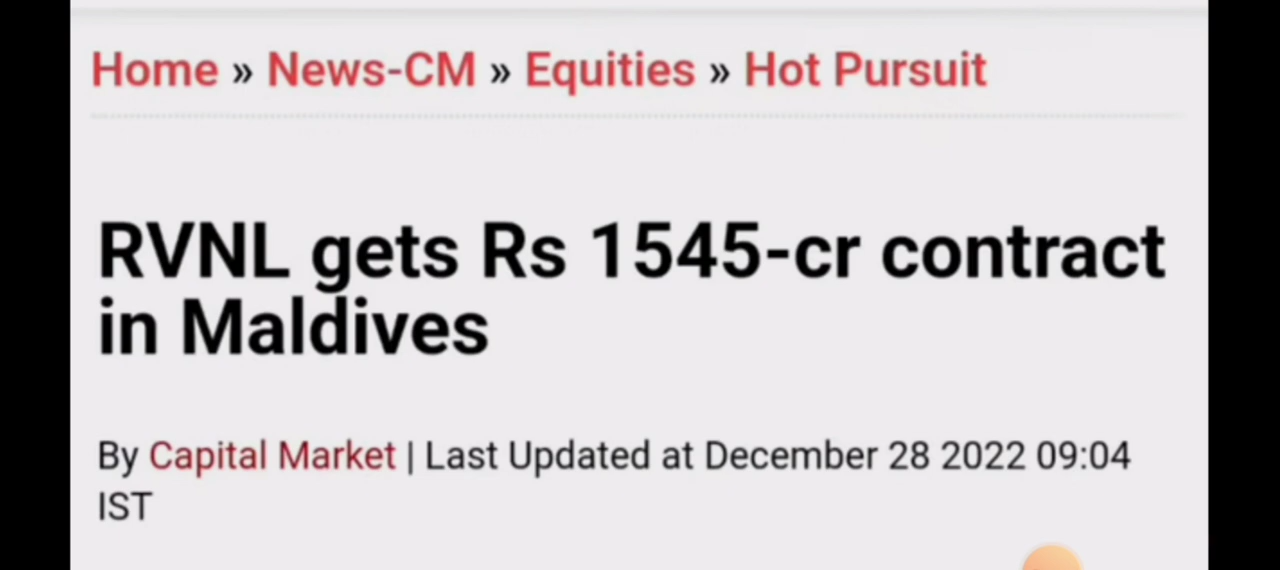 Home » News-CM » Equities » Hot Pursuit
RVNL gets Rs 1545-cr contract
in Maldives
By Capital Market | Last Updated at December 28 2022 09:04
IST